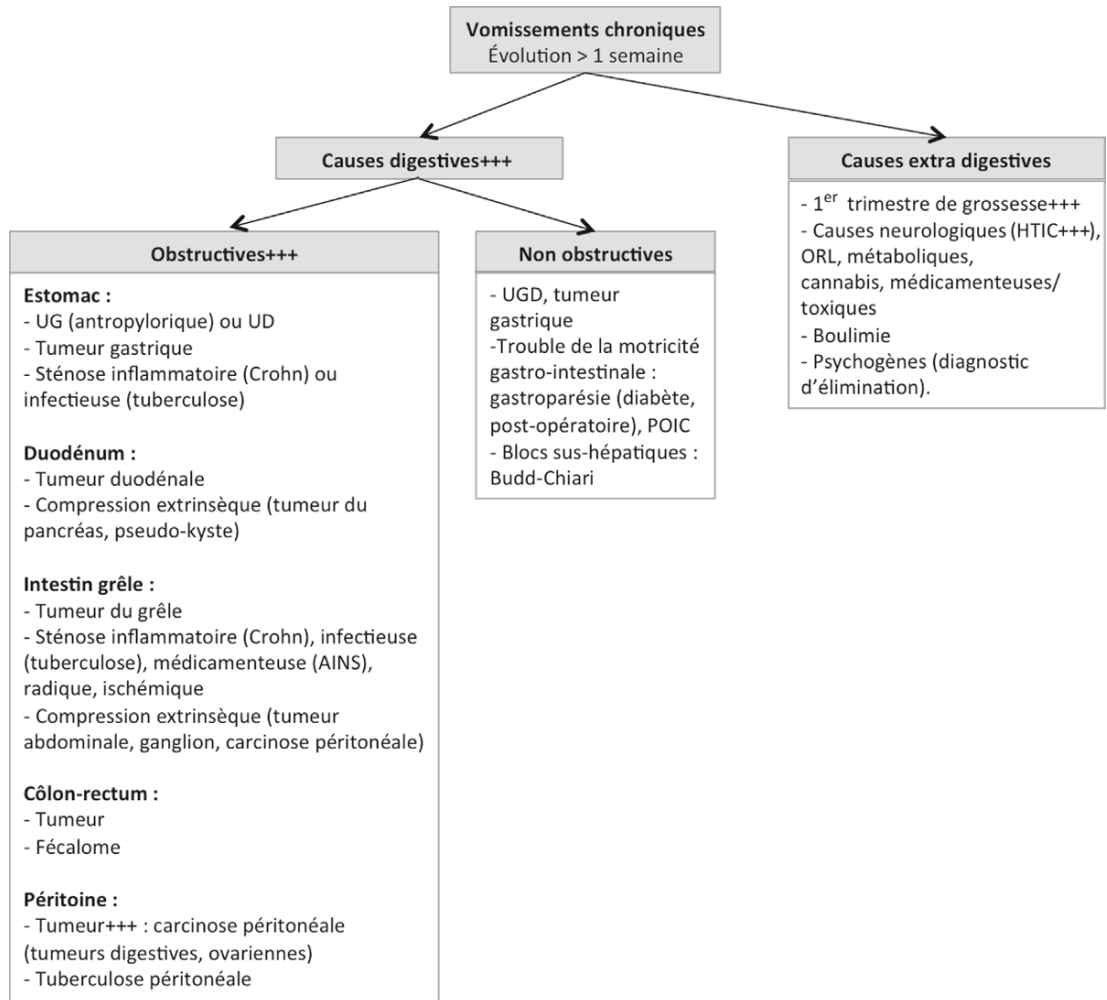 Vomissements chroniques
Évolution > 1 semaine
Causes digestives+++
Causes extra digestives
- 1er trimestre de grossesse+++
- Causes neurologiques (HTIC+++),
ORL, métaboliques,
cannabis, médicamenteuses/
toxiques
- Boulimie
- Psychogènes (diagnostic
d'élimination).
Obstructives+++
Estomac :
- UG (antropylorique) ou UD
- Tumeur gastrique
- Sténose inflammatoire (Crohn) ou
infectieuse (tuberculose)
Duodénum :
- Tumeur duodénale
- Compression extrinsèque (tumeur du
pancréas, pseudo-kyste)
Intestin grêle :
- Tumeur du grêle
- Sténose inflammatoire (Crohn), infectieuse
(tuberculose), médicamenteuse (AINS),
radique, ischémique
- Compression extrinsèque (tumeur
abdominale, ganglion, carcinose péritonéale)
Côlon-rectum :
- Tumeur
- Fécalome
Péritoine :
- Tumeur+++ : carcinose péritonéale
(tumeurs digestives, ovariennes)
- Tuberculose péritonéale
Non obstructives
- UGD, tumeur
gastrique
-Trouble de la motricité
gastro-intestinale :
gastroparésie (diabète,
post-opératoire), POIC
- Blocs sus-hépatiques :
Budd-Chiari